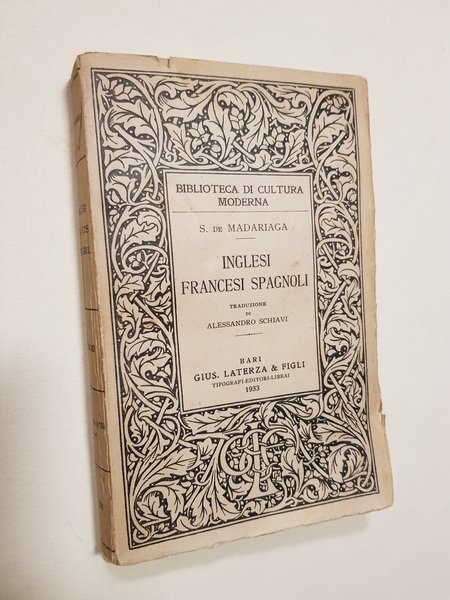 BIBLIOTECA DI CULTURA
MODERNA
S. DE MADARIAGA
INGLESI
FRANCESI SPAGNOLI
TRADUZIONE
DI
ALESSANDRO SCHIAVI
BARI
GIUS. LATERZA & FIGLI
TIPOGRAFI-EDITORI-LIBRAI
1933